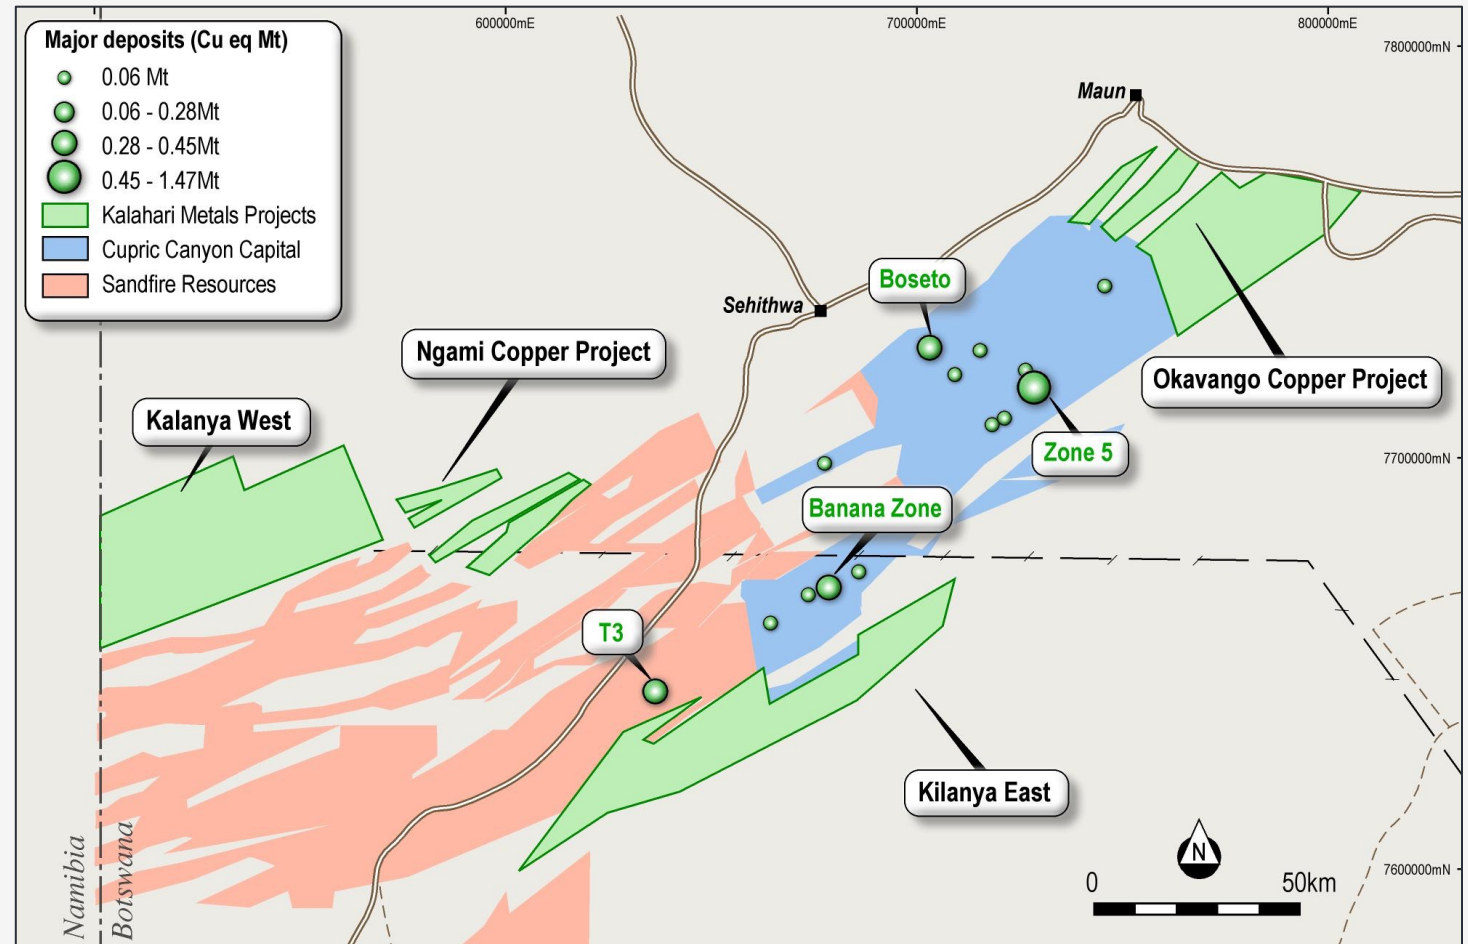 600000mE
700000mE
800000mE
7800000mN
Major deposits (Cu eq Mt)
0.06 Mt
0.06 - 0.28Mt
0.28 - 0.45Mt
0.45 - 1.47Mt
Kalahari Metals Projects
Cupric Canyon Capital
Sandfire Resources
Maun
Boseto
Sehithwa
Ngami Copper Project
Okavango Copper Project
Kalanya West
Zone 5
7700000mN
Banana Zone
T3
Kilanya East
Namibia
Botswana
N
7600000mN
0
50km